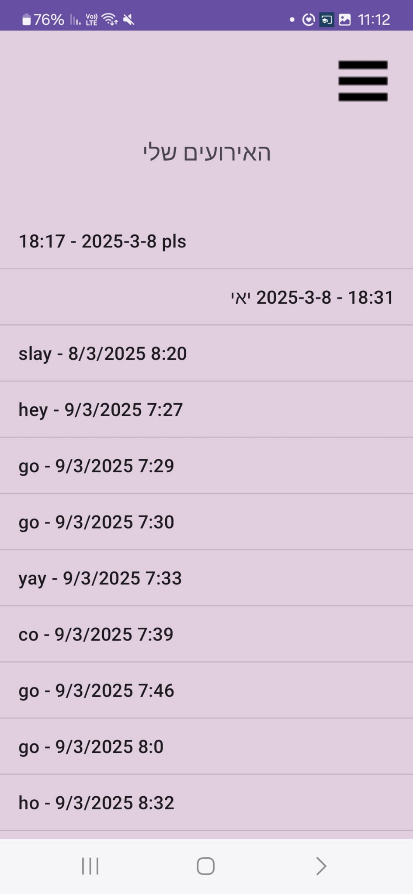 76% Vo) LTE 11:12
האירועים שלי
18:17 - 2025-3-8 pls
יאי 2025-3-8 - 18:31
slay - 8/3/2025 8:20
hey - 9/3/2025 7:27
go - 9/3/2025 7:29
go - 9/3/2025 7:30
yay - 9/3/2025 7:33
co - 9/3/2025 7:39
go - 9/3/2025 7:46
go - 9/3/2025 8:0
ho - 9/3/2025 8:32